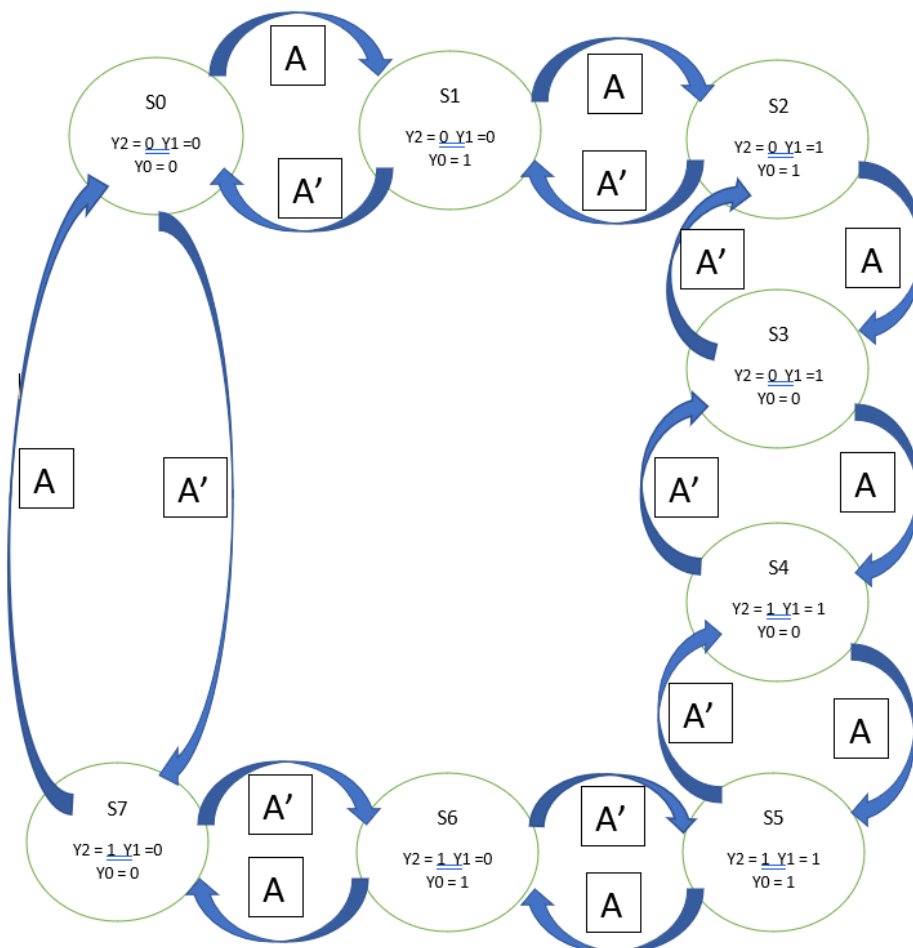 A
S0
Y2 = 0 Y1 =0
Y0 = 0
S1
Y2 = 0 Y1 =0
Y0 = 1
A
S2
Y2 = 0 Y1 =1
Y0 = 1
A'
A'
A'
A
S3
Y2 = 0 Y1 =1
Y0 = 0
A
A'
A'
A
S4
Y2 = 1 Y1 = 1
Y0 = 0
A'
A
S7
Y2 = 1 Y1 =0
Y0 = 0
A'
A
S6
Y2 = 1 Y1 =0
Y0 = 1
A'
A
S5
Y2 = 1 Y1 = 1
Y0 = 1